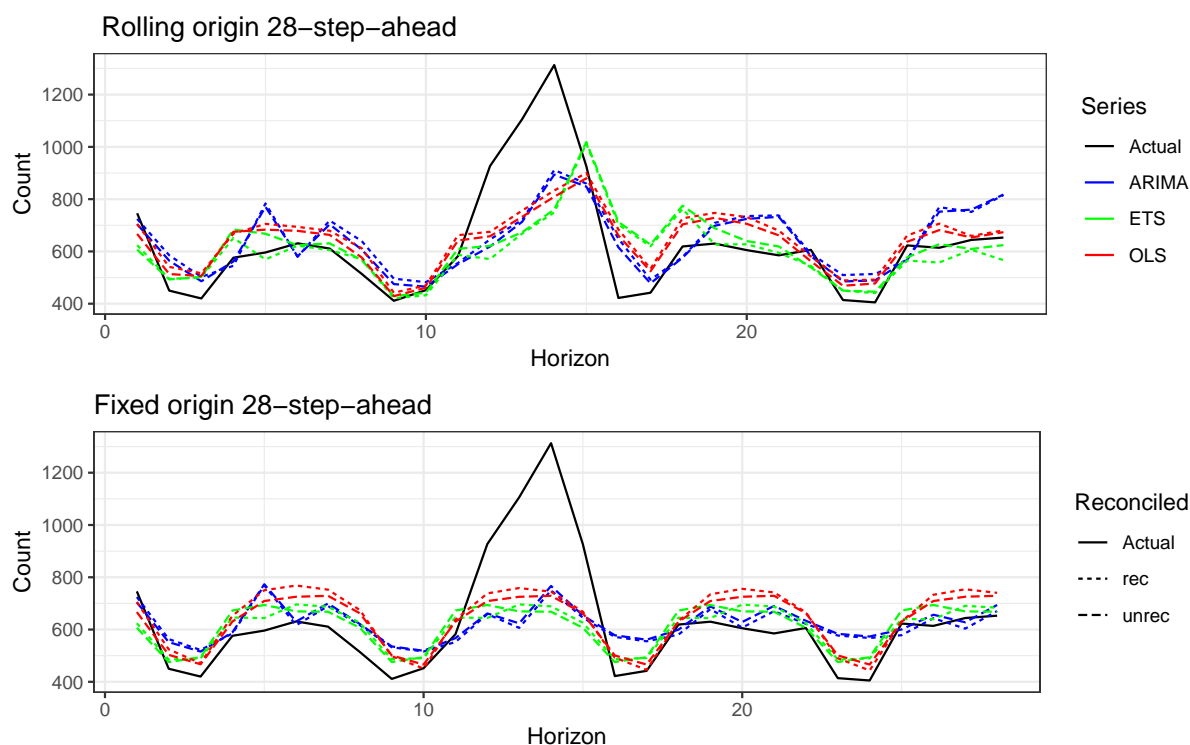 Rolling origin 28−step−ahead
1200
1000
800
600
400
Count
0
10
20
Horizon
Series
Actual
ARIMA
ETS
OLS
Fixed origin 28−step−ahead
1200
1000
800
600
400
Count
0
10
20
Horizon
Reconciled
Actual
rec
unrec